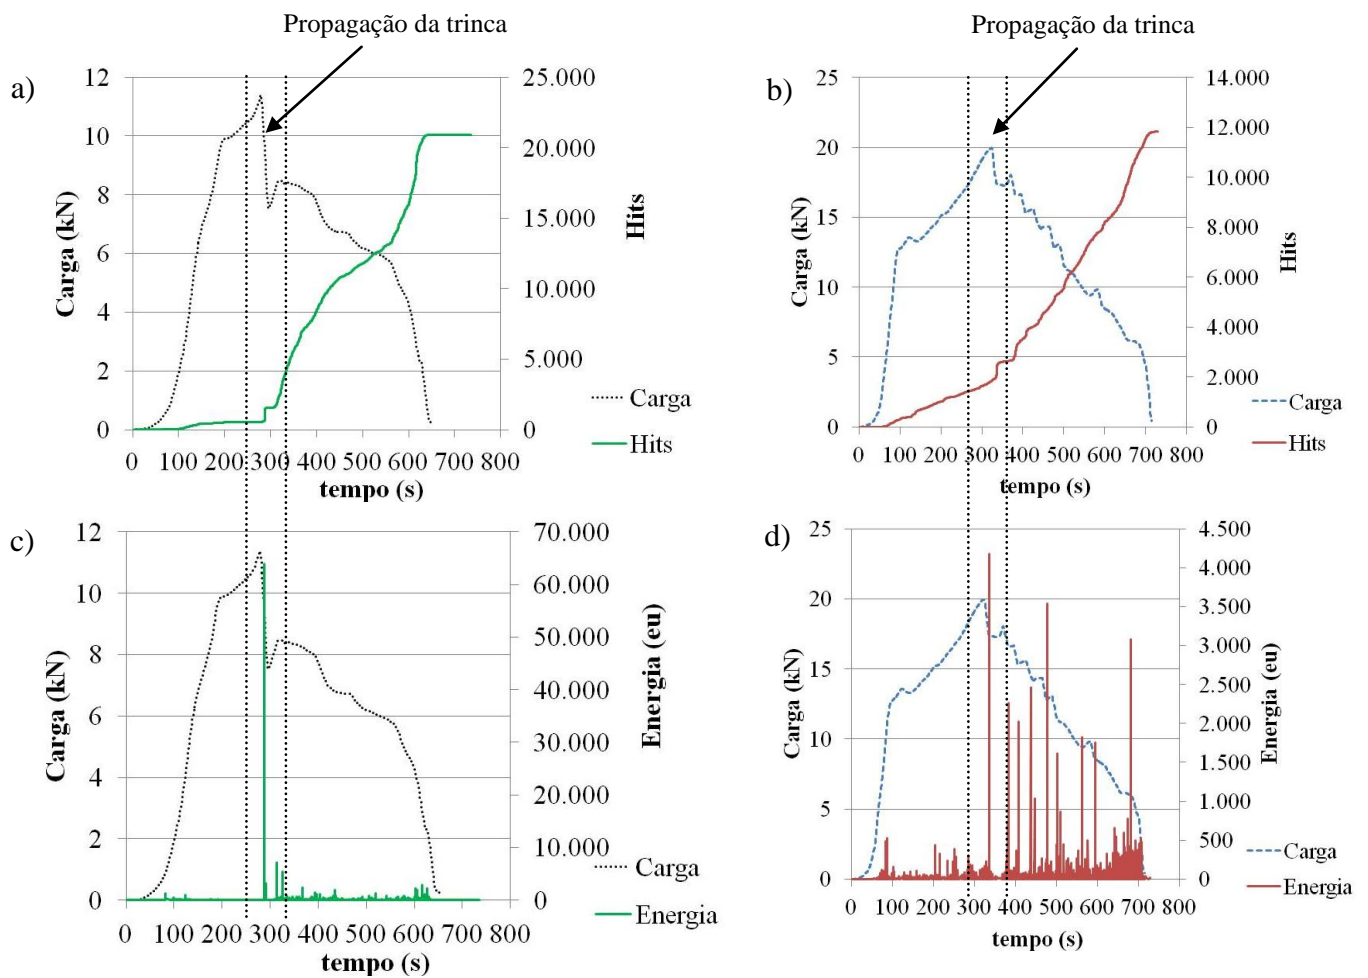 Propagação da trinca
a)
12
10
8
6
4
2
0
Carga (kN)
25.000
20.000
15.000
10.000
5.000
0
Hits
0 100 200 300 400 500 600 700 800
tempo (s)
Carga
Hits
Propagação da trinca
b)
25
20
15
10
5
0
Carga (kN)
14.000
12.000
10.000
8.000
6.000
4.000
2.000
0
Hits
0 100 200 300 400 500 600 700 800
tempo (s)
Carga
Hits
c)
12
10
8
6
4
2
0
Carga (kN)
70.000
60.000
50.000
40.000
30.000
20.000
10.000
0
Energia (eu)
0 100 200 300 400 500 600 700 800
tempo (s)
Carga
Energia
d)
25
20
15
10
5
0
Carga (kN)
4.500
4.000
3.500
3.000
2.500
2.000
1.500
1.000
500
0
Energia (eu)
0 100 200 300 400 500 600 700 800
tempo (s)
Carga
Energia